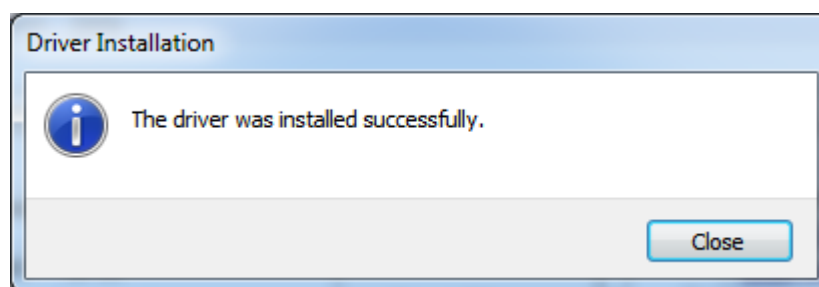 Driver Installation
The driver was installed successfully.
Close